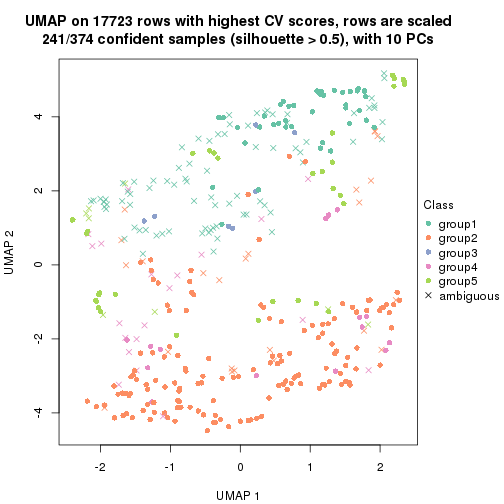 UMAP on 17723 rows with highest CV scores, rows are scaled
241/374 confident samples (silhouette > 0.5), with 10 PCs
4
2
0
-2
-4
UMAP 2
-2
-1
0
1
2
UMAP 1
Class
group1
group2
group3
group4
group5
ambiguous